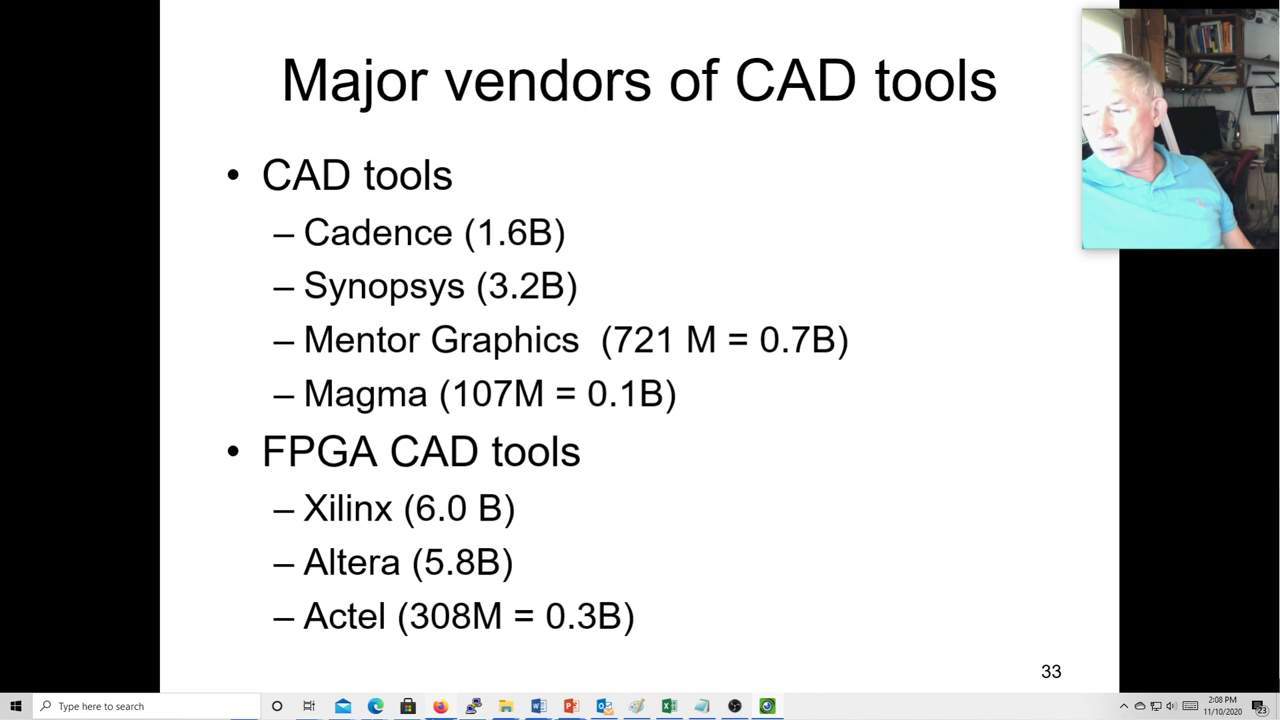 Major vendors of CAD tools
• CAD tools
– Cadence (1.6B)
– Synopsys (3.2B)
– Mentor Graphics (721 M = 0.7B)
– Magma (107M = 0.1B)
• FPGA CAD tools
– Xilinx (6.0 B)
– Altera (5.8B)
– Actel (308M = 0.3B)
33
Type here to search
2:08 PM
11/10/2020
23